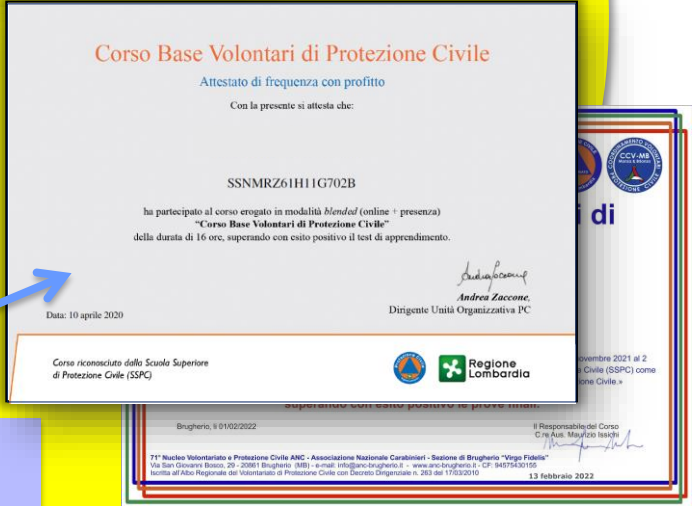 Corso Base Volontari di Protezione Civile
Attestato di frequenza con profitto
Con la presente si attesta che:
SSNMRZ61H11G702B
ha partecipato al corso erogato in modalità blended (online + presenza)
“Corso Base Volontari di Protezione Civile”
della durata di 16 ore, superando con esito positivo il test di apprendimento.
Andrea Zaccone,
Dirigente Unità Organizzativa PC
Data: 10 aprile 2020
Corso riconosciuto dalla Scuola Superiore
di Protezione Civile (SSPC)
Regione
Lombardia
CCV-MB
i di
ovembre 2021 al 2
Civile (SSPC) come
ione Civile.»
superando con esito positivo le prove finali.
Brugherio, li 01/02/2022
Il Responsabile del Corso
C.re Aus. Maurizio Issichi
71° Nucleo Volontariato e Protezione Civile ANC - Associazione Nazionale Carabinieri - Sezione di Brugherio "Virgo Fidelis"
Via San Giovanni Bosco, 29 - 20861 Brugherio (MB) - e-mail: info@anc-brugherio.it - www.anc-brugherio.it - CF: 94575430155
Iscritta all'Albo Regionale del Volontariato di Protezione Civile con Decreto Dirigenziale n. 263 del 17/03/2010
13 febbraio 2022